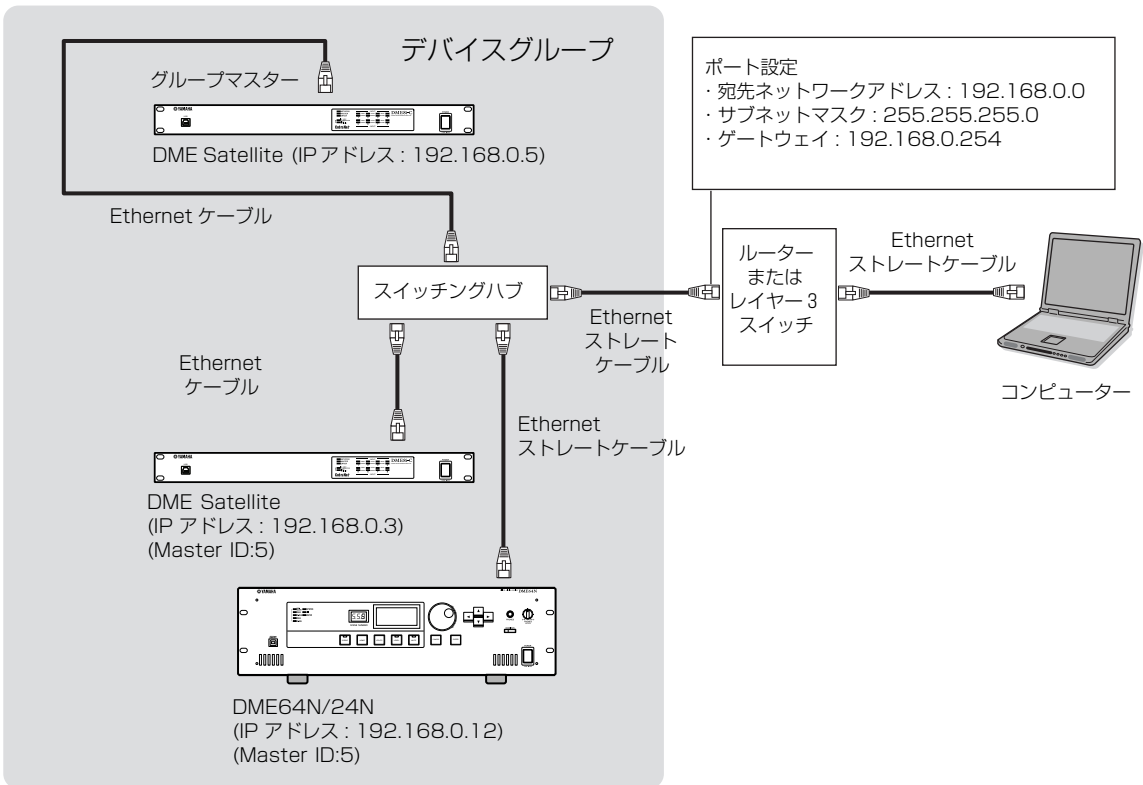 デバイスグループ
グループマスター
YAMAHA
DME Satellite (IP アドレス : 192.168.0.5)
Ethernet ケーブル
スイッチングハブ
ポート設定
・宛先ネットワークアドレス : 192.168.0.0
・サブネットマスク : 255.255.255.0
・ゲートウェイ : 192.168.0.254
ルーター
または
レイヤー 3
スイッチ
Ethernet
ストレートケーブル
コンピューター
Ethernet
ストレート
ケーブル
Ethernet
ケーブル
Ethernet
ストレートケーブル
YAMAHA
DME Satellite
(IP アドレス : 192.168.0.3)
(Master ID:5)
YAMAHA
DME64N
DME64N/24N
(IP アドレス : 192.168.0.12)
(Master ID:5)